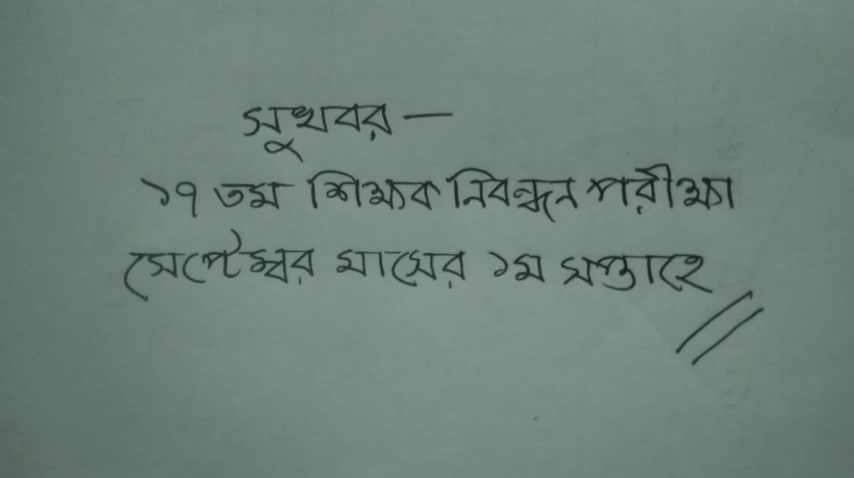 সুখবর —
১৭ তম শিক্ষক নিবন্ধন পরীক্ষা
সেপ্টেম্বর মাসের ১ম সপ্তাহে